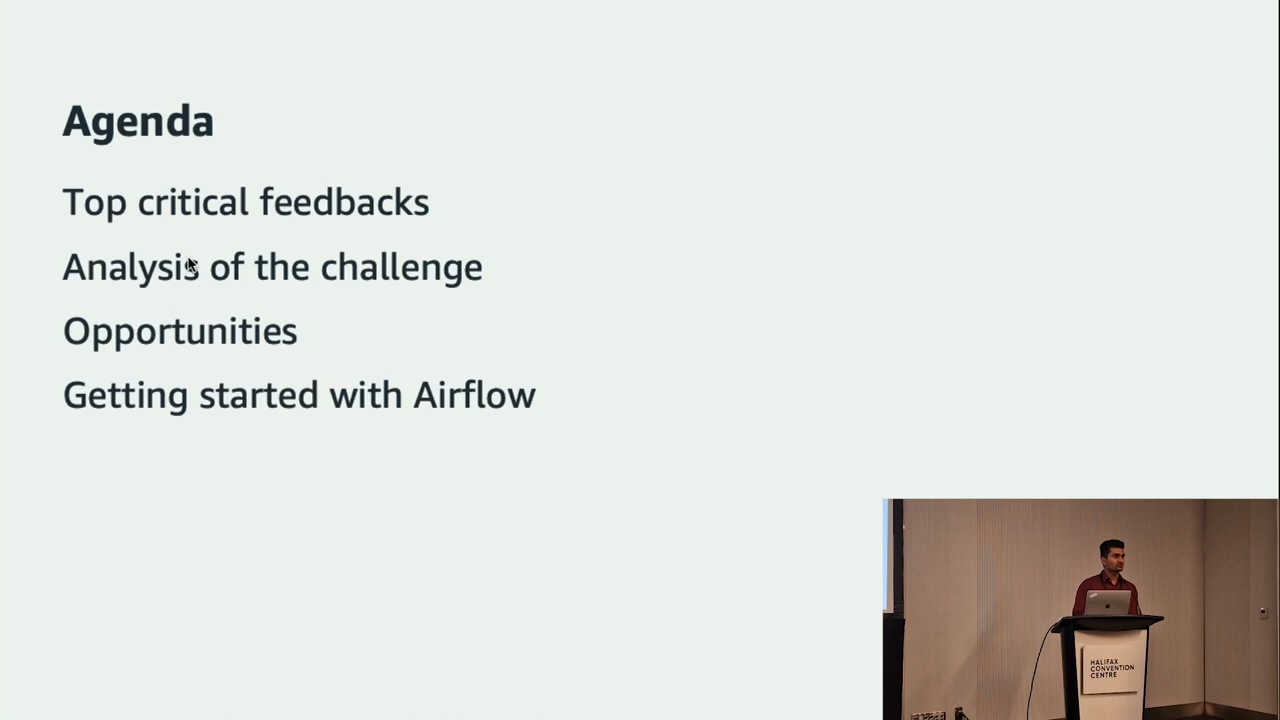 Agenda
Top critical feedbacks
Analysis of the challenge
Opportunities
Getting started with Airflow
HALIFAX
CONVENTION
CENTRE